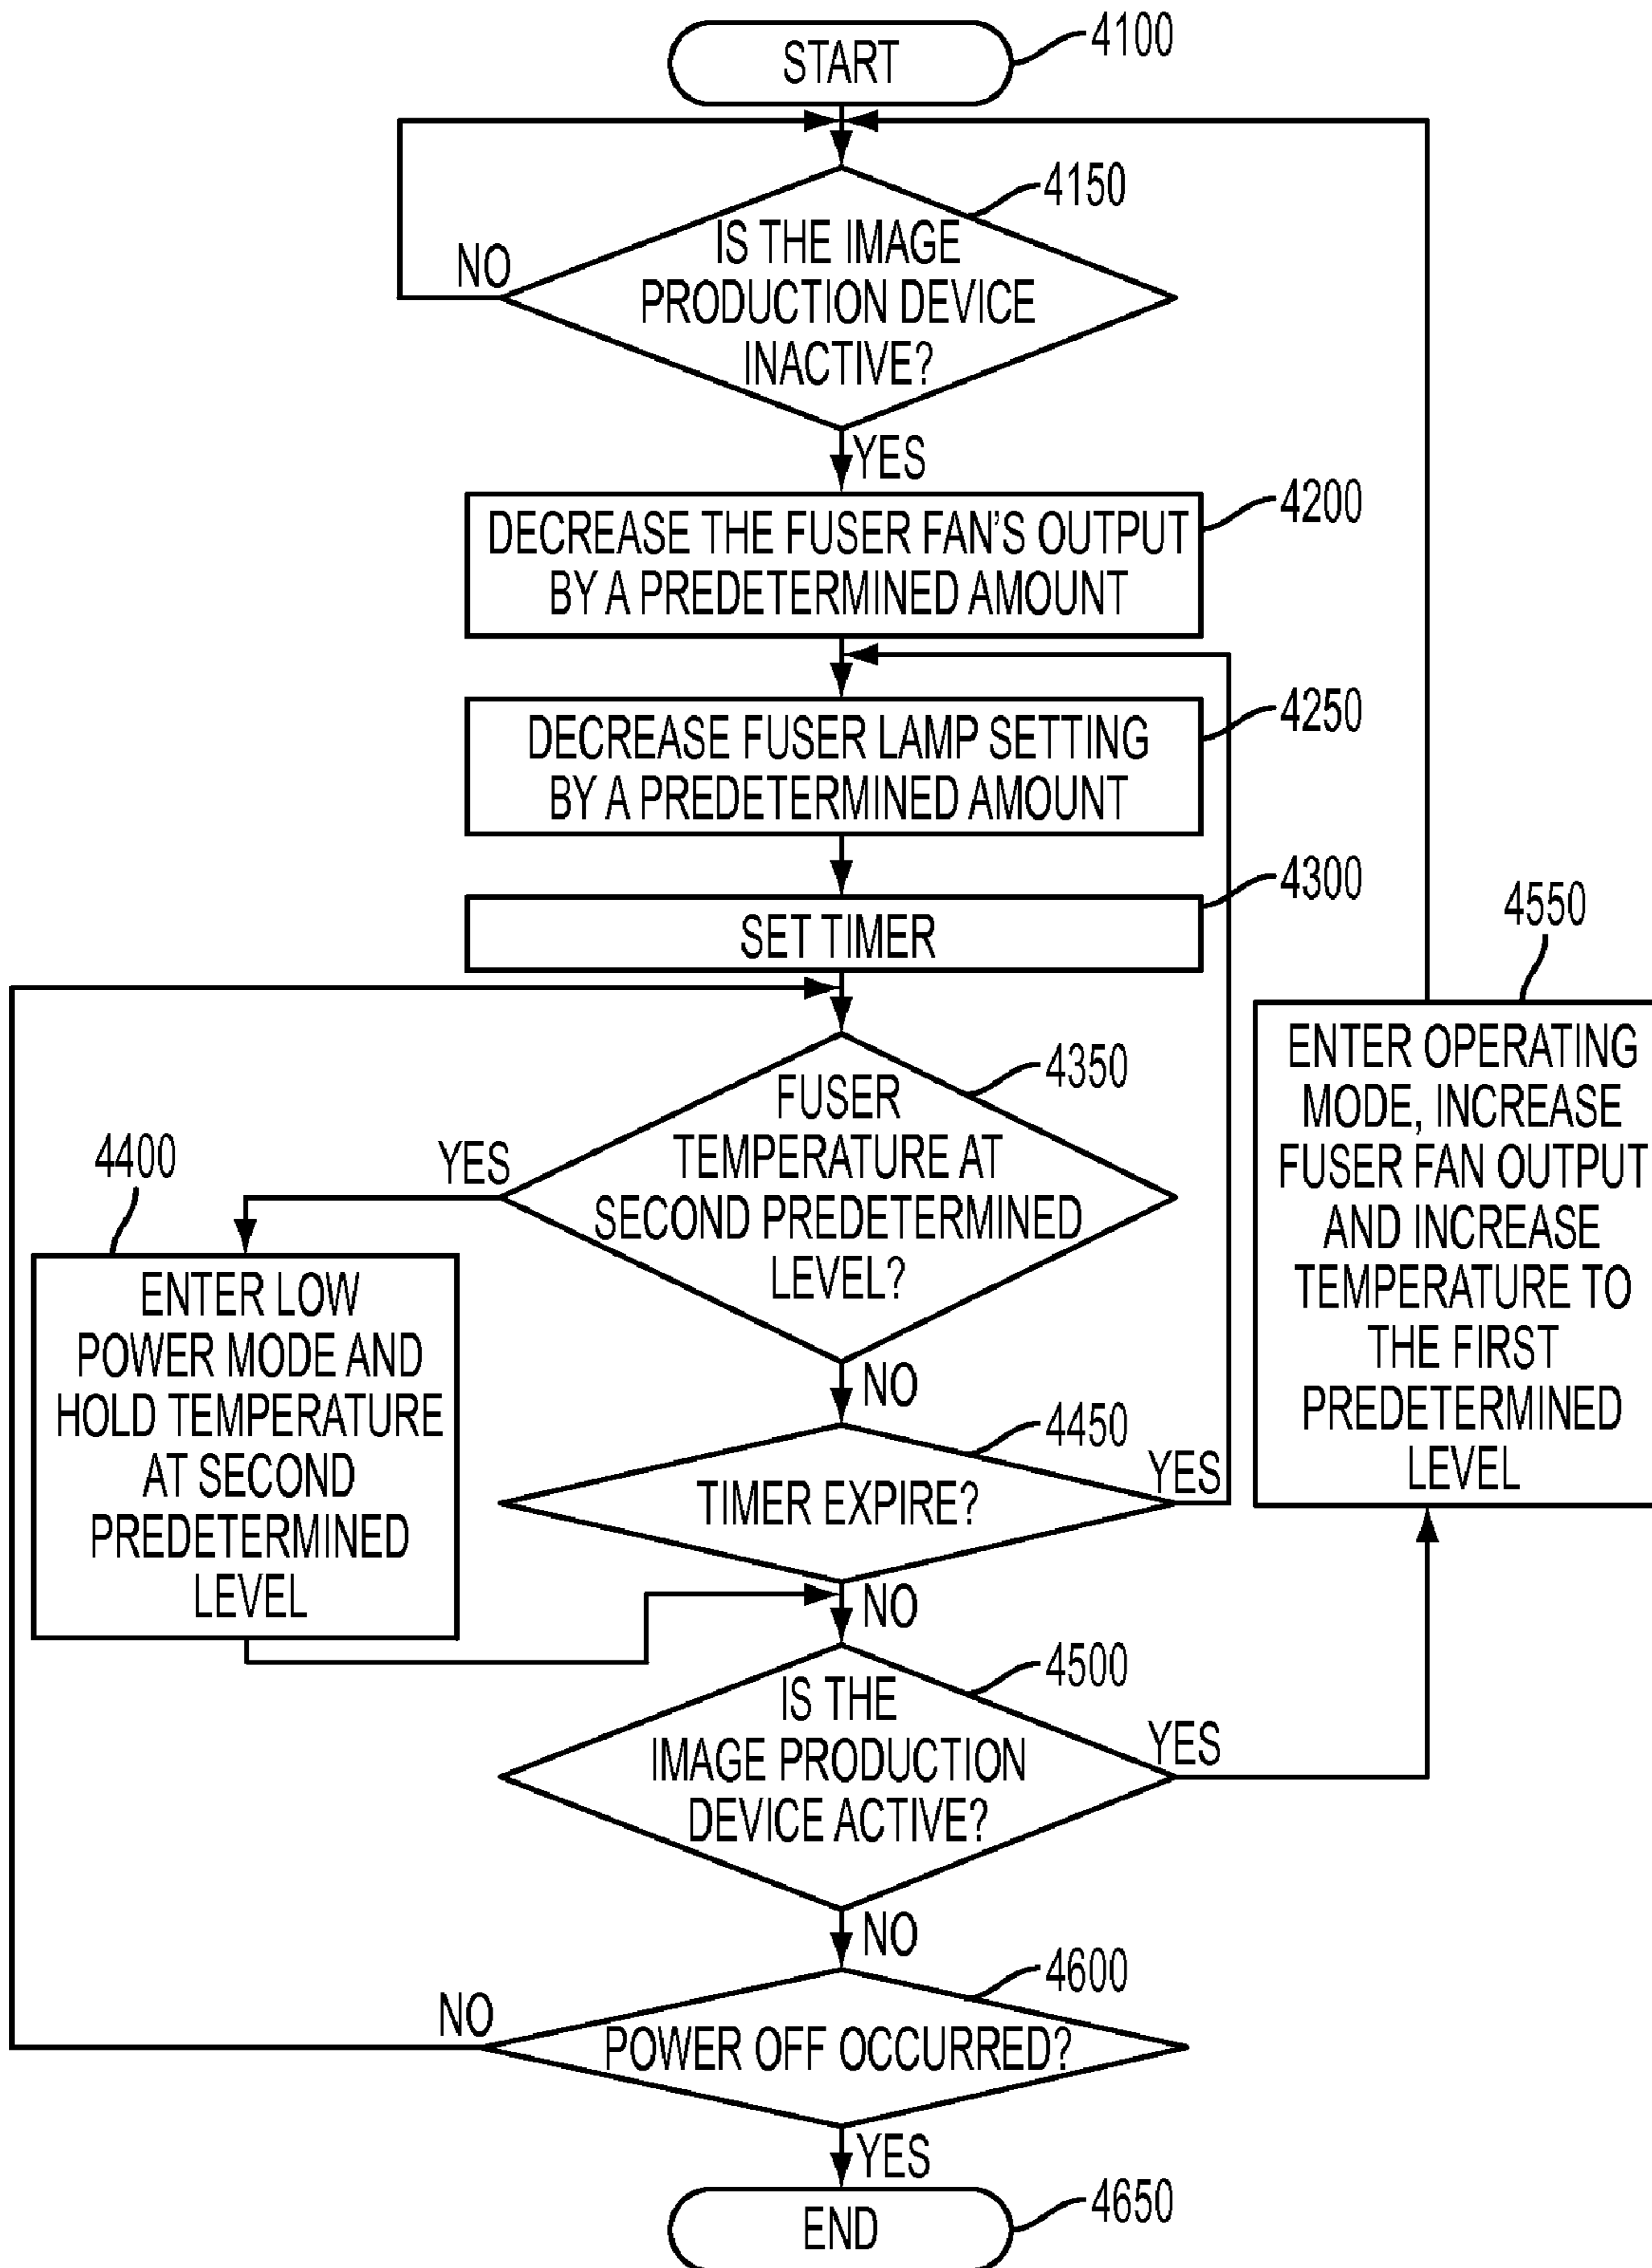 START
4100
4150
IS THE IMAGE
PRODUCTION DEVICE
INACTIVE?
NO
YES
4200
DECREASE THE FUSER FAN'S OUTPUT
BY A PREDETERMINED AMOUNT
4250
DECREASE FUSER LAMP SETTING
BY A PREDETERMINED AMOUNT
4300
SET TIMER
4350
FUSER
TEMPERATURE AT
SECOND PREDETERMINED
LEVEL?
YES
NO
4400
ENTER LOW
POWER MODE AND
HOLD TEMPERATURE
AT SECOND
PREDETERMINED
LEVEL
4450
TIMER EXPIRE?
YES
NO
4500
IS THE
IMAGE PRODUCTION
DEVICE ACTIVE?
YES
NO
4550
ENTER OPERATING
MODE, INCREASE
FUSER FAN OUTPUT
AND INCREASE
TEMPERATURE TO
THE FIRST
PREDETERMINED
LEVEL
4600
POWER OFF OCCURRED?
NO
YES
END
4650